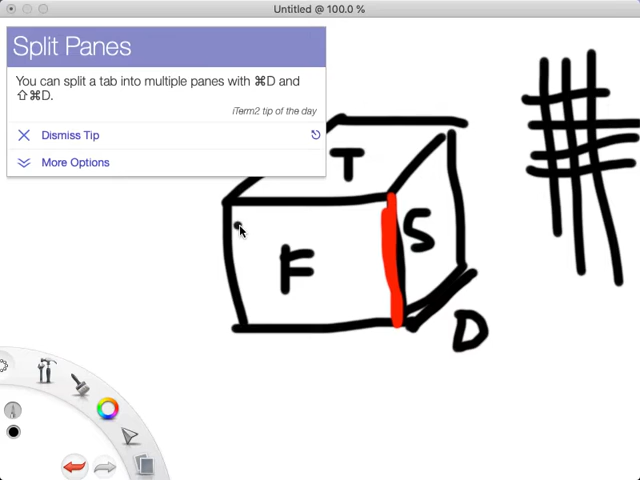 Untitled @ 100.0 %
Split Panes
You can split a tab into multiple panes with ⌘D and
⇧⌘D.
iTerm2 tip of the day
Dismiss Tip
More Options
T
S
F
D